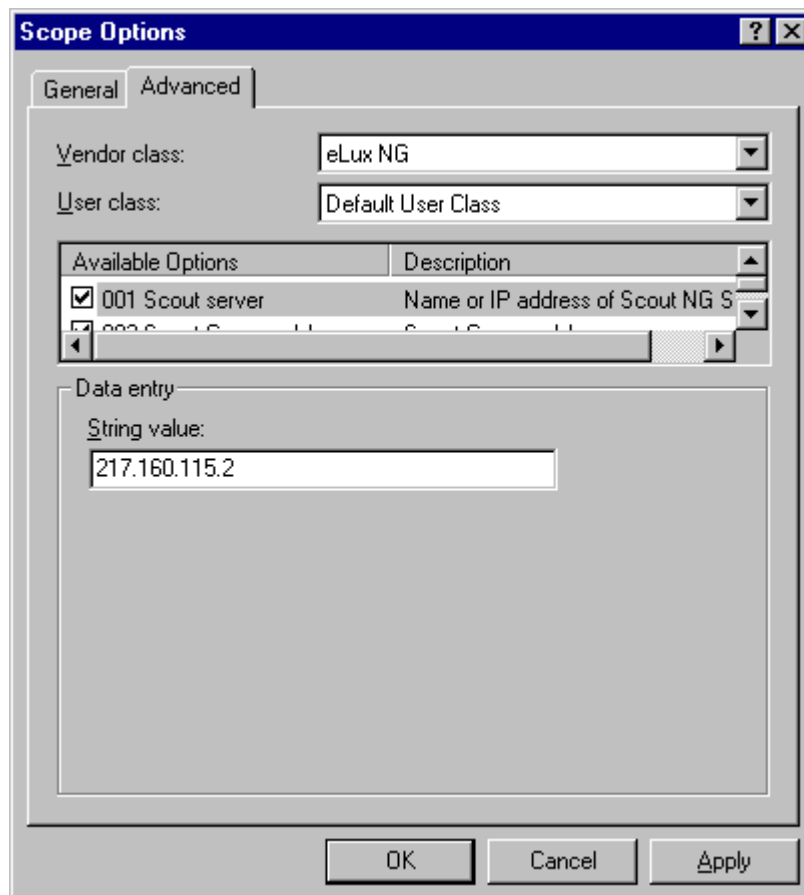 Scope Options
General
Advanced
Vendor class:
eLux NG
User class:
Default User Class
Available Options
Description
001 Scout server
Name or IP address of Scout NG S
Data entry
String value:
217.160.115.2
OK
Cancel
Apply